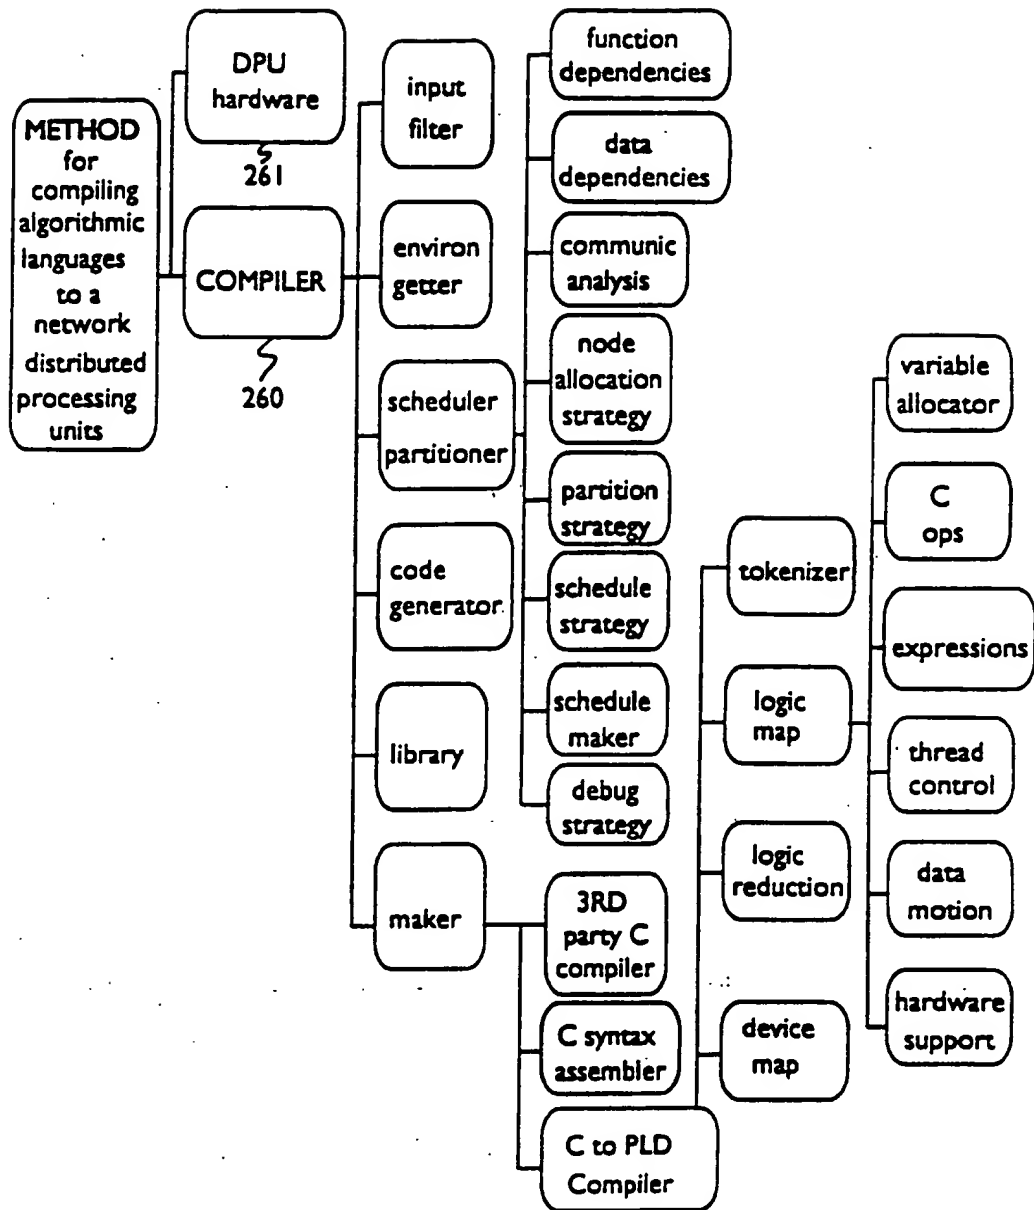 METHOD
for
compiling
algorithmic
languages
to a
network
distributed
processing
units
DPU
hardware
261
COMPILER
260
input
filter
environ
getter
scheduler
partitioner
code
generator.
library
maker
function
dependencies
data
dependencies
communic
analysis
node
allocation
strategy
partition
strategy
schedule
strategy
schedule
maker
debug
strategy
3RD
party C
compiler
C syntax
assembler
C to PLD
Compiler
tokenizer
logic
map
logic
reduction
device
map
variable
allocator
C
ops
expressions
thread
control
data
motion
hardware
support